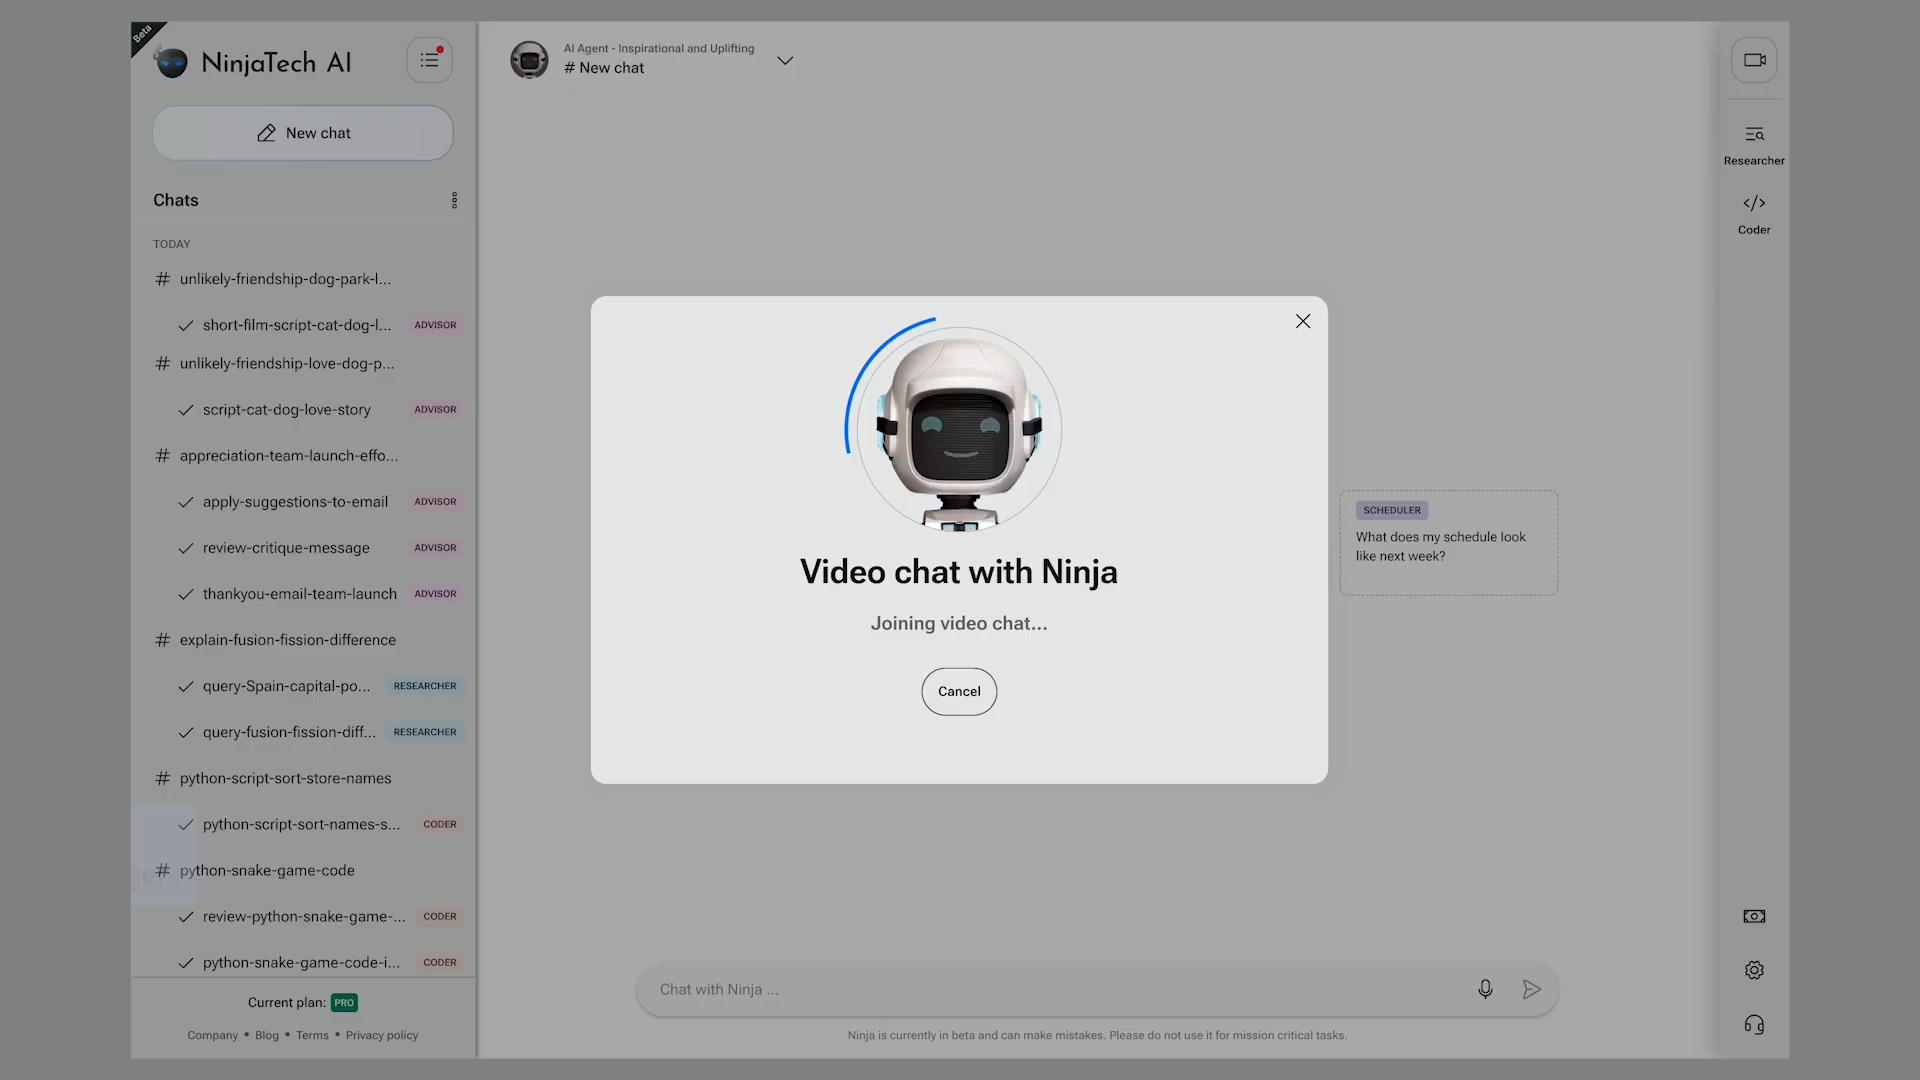 Beta
NinjaTech AI
New chat
Chats
TODAY
# unlikely-friendship-dog-park-l...
short-film-script-cat-dog-l... ADVISOR
# unlikely-friendship-love-dog-p...
script-cat-dog-love-story ADVISOR
# appreciation-team-launch-effo...
apply-suggestions-to-email ADVISOR
review-critique-message ADVISOR
thankyou-email-team-launch ADVISOR
# explain-fusion-fission-difference
query-Spain-capital-po... RESEARCHER
query-fusion-fission-diff... RESEARCHER
# python-script-sort-store-names
python-script-sort-names-s... CODER
# python-snake-game-code
review-python-snake-game-... CODER
python-snake-game-code-i... CODER
Current plan: PRO
Company • Blog • Terms • Privacy policy
AI Agent - Inspirational and Uplifting
# New chat
Video chat with Ninja
Joining video chat...
Cancel
SCHEDULER
What does my schedule look
like next week?
Chat with Ninja ...
Ninja is currently in beta and can make mistakes. Please do not use it for mission critical tasks.
Researcher
Coder